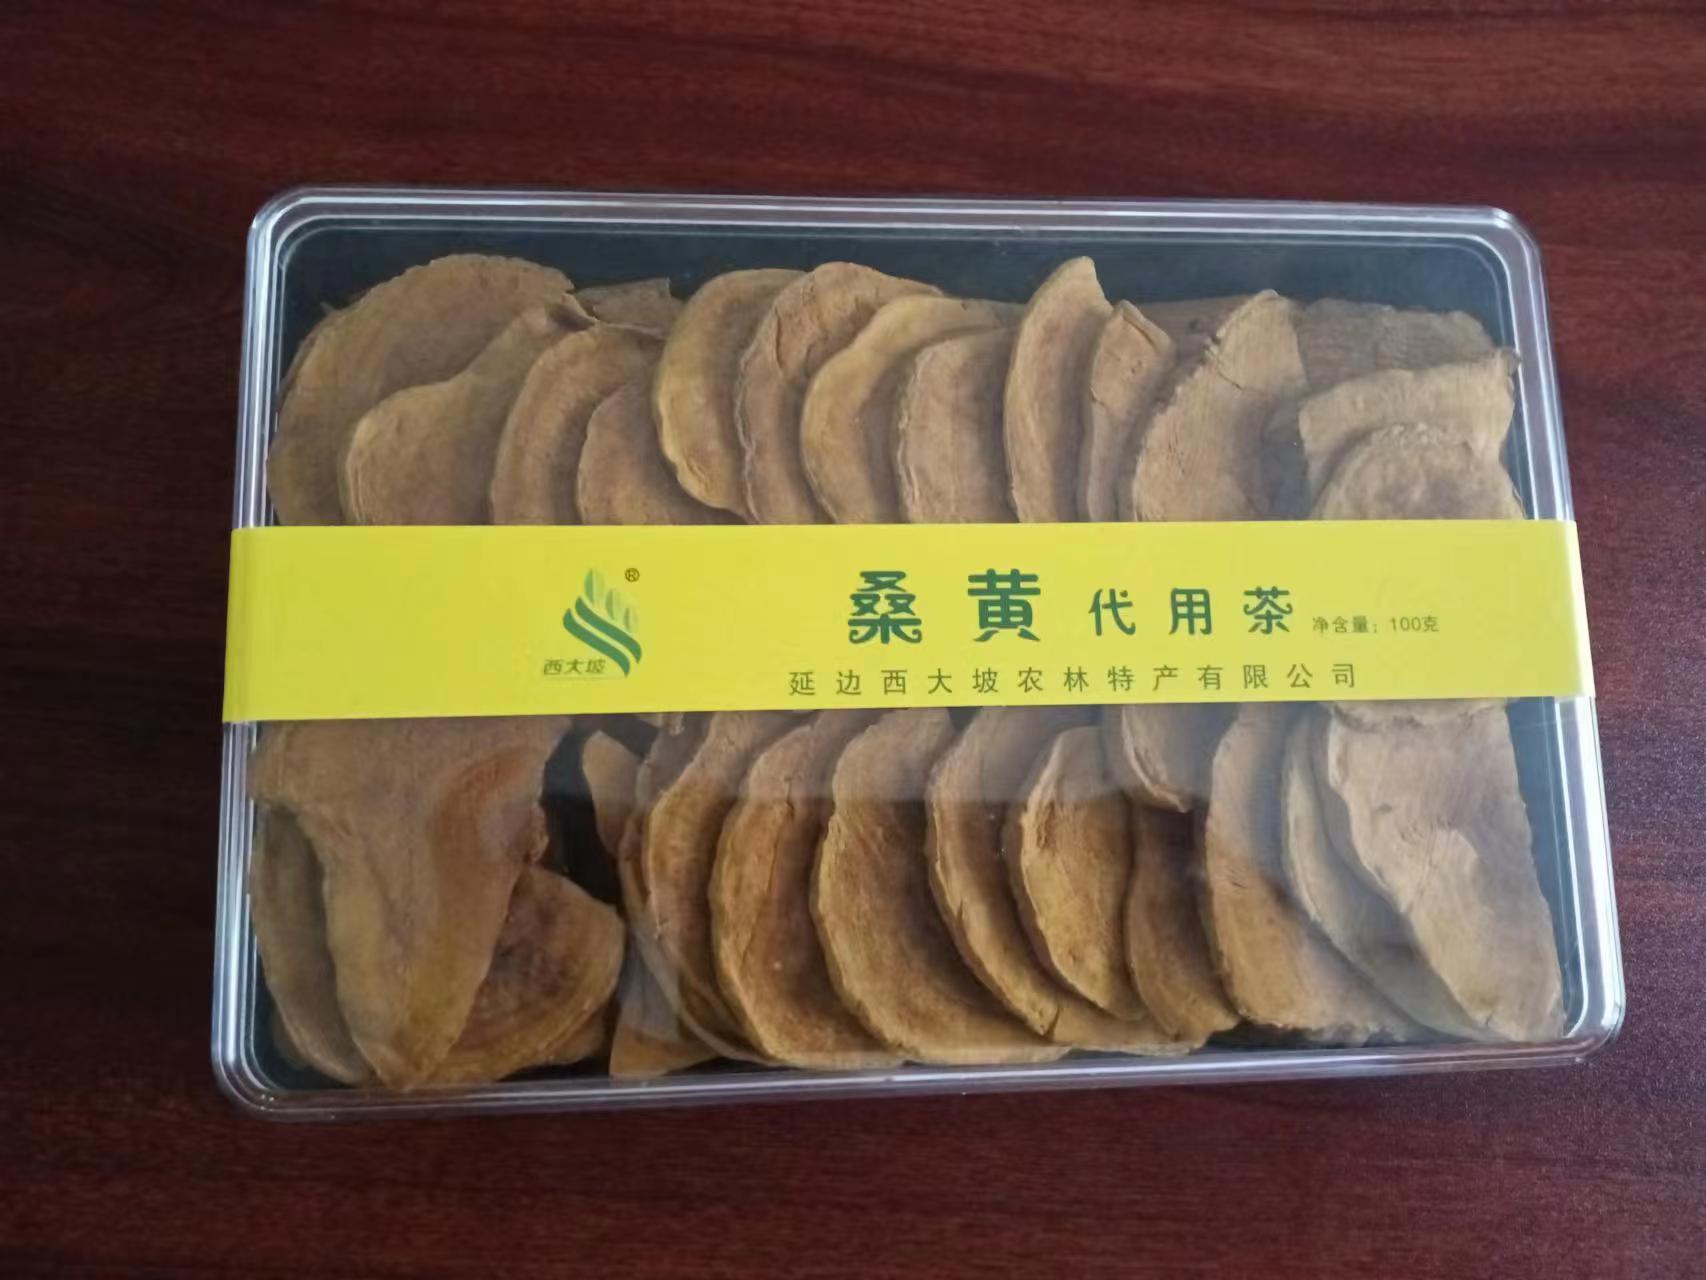 西大坡®
桑黄代用茶 净含量：100克
延边西大坡农林特产有限公司